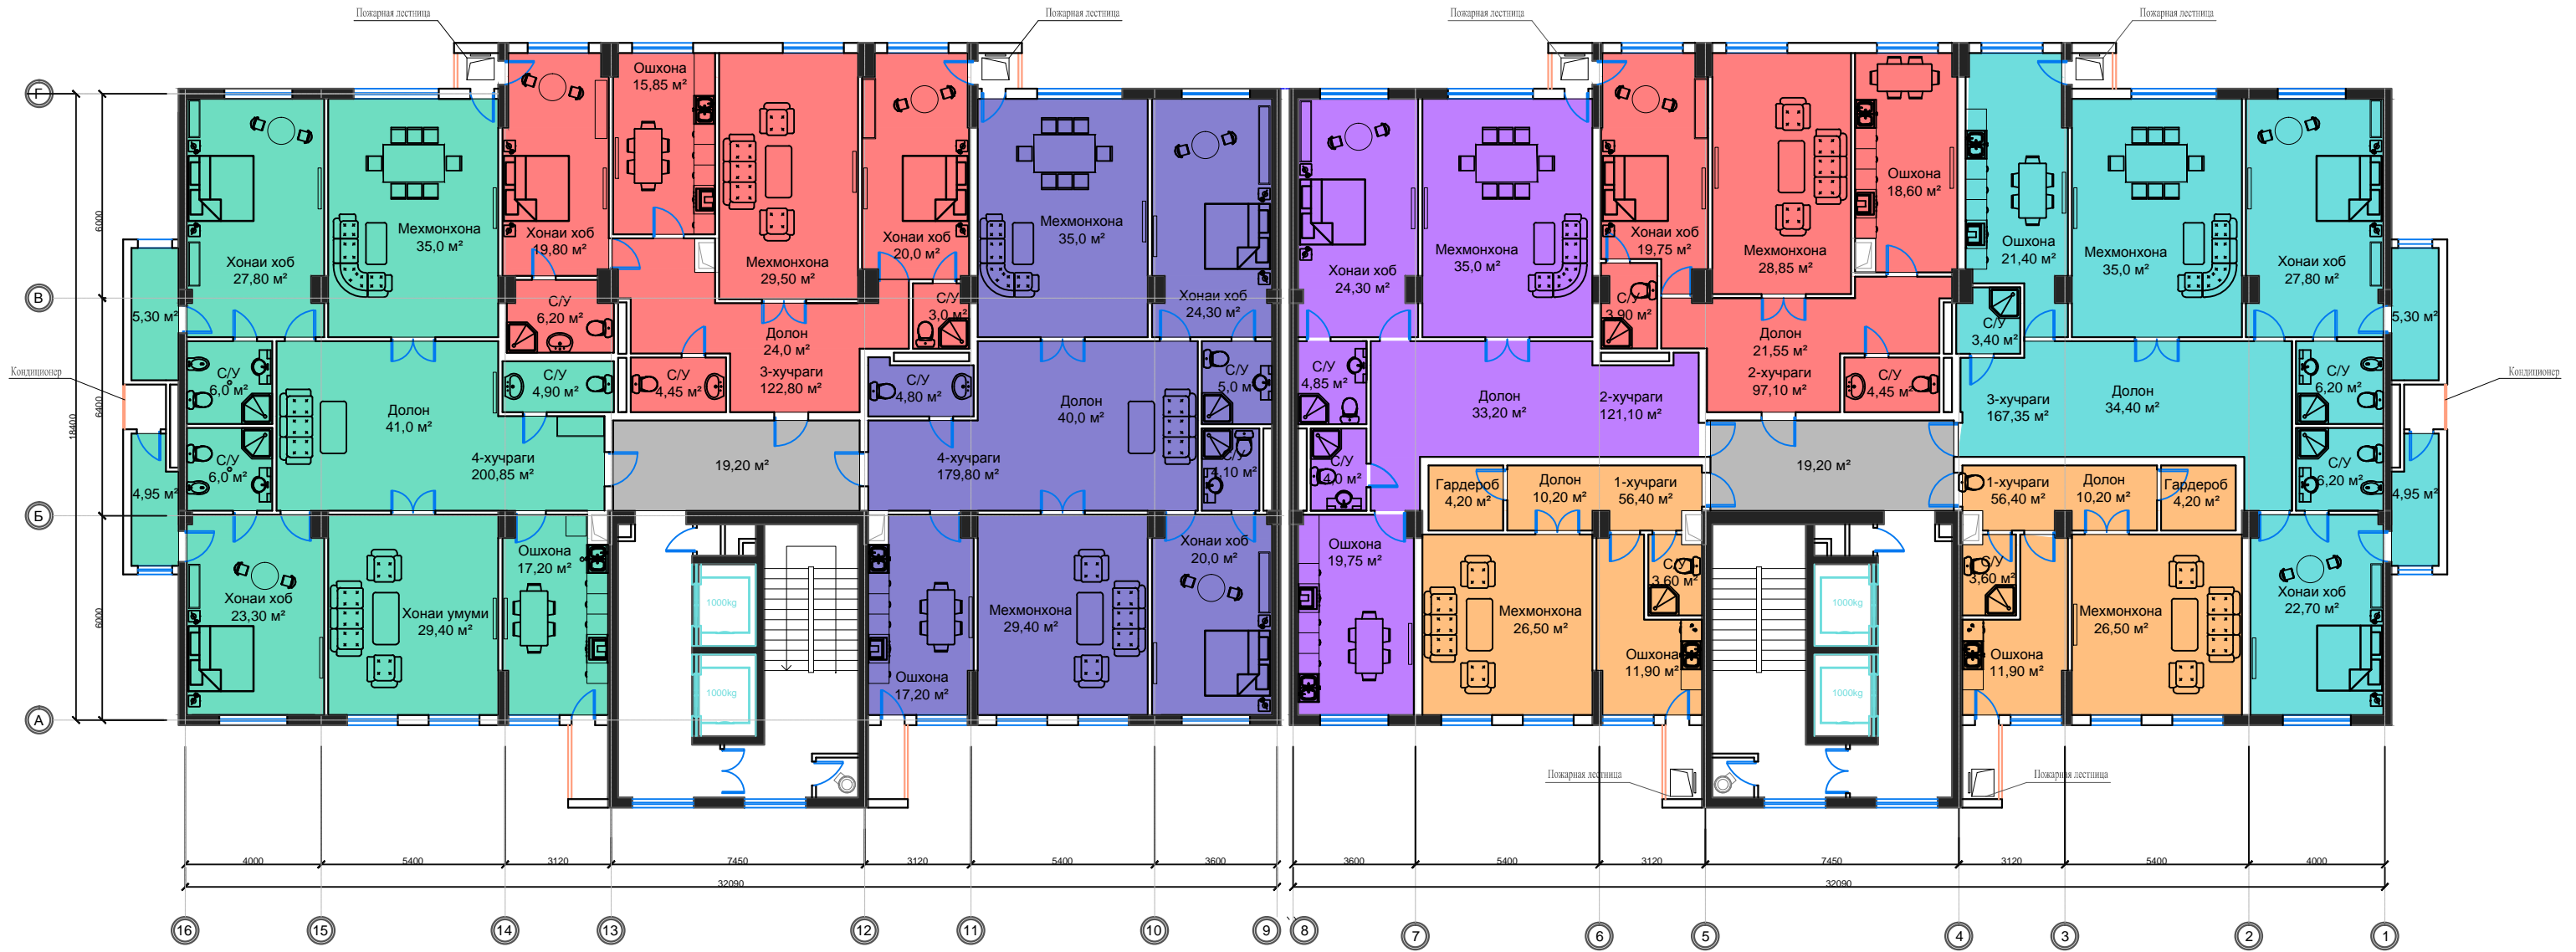 Пожарная лестница
Пожарная лестница
Пожарная лестница
Пожарная лестница
Г
В
Б
А
6000
6400
6000
18400
Кондиционер
Кондиционер
Хонаи хоб
27,80 м²
Мехмонхона
35,0 м²
Хонаи хоб
19,80 м²
Ошхона
15,85 м²
Мехмонхона
29,50 м²
Хонаи хоб
20,0 м²
Мехмонхона
35,0 м²
Хонаи хоб
24,30 м²
5,30 м²
4,95 м²
С/У
6,0 м²
С/У
6,0 м²
Долон
41,0 м²
С/У
6,20 м²
С/У
4,90 м²
С/У
4,45 м²
Долон
24,0 м²
3-хучраги
122,80 м²
С/У
3,0 м²
С/У
4,80 м²
Долон
40,0 м²
С/У
5,0 м²
С/У
4,10 м²
4-хучраги
200,85 м²
19,20 м²
4-хучраги
179,80 м²
Хонаи хоб
23,30 м²
Хонаи умуми
29,40 м²
Ошхона
17,20 м²
1000kg
1000kg
Ошхона
17,20 м²
Мехмонхона
29,40 м²
Хонаи хоб
20,0 м²
Хонаи хоб
24,30 м²
Мехмонхона
35,0 м²
Хонаи хоб
19,75 м²
Мехмонхона
28,85 м²
Ошхона
18,60 м²
Ошхона
21,40 м²
Мехмонхона
35,0 м²
Хонаи хоб
27,80 м²
5,30 м²
4,95 м²
С/У
4,85 м²
С/У
4,0 м²
Долон
33,20 м²
2-хучраги
121,10 м²
С/У
3,90 м²
Долон
21,55 м²
2-хучраги
97,10 м²
С/У
4,45 м²
С/У
3,40 м²
3-хучраги
167,35 м²
Долон
34,40 м²
С/У
6,20 м²
С/У
6,20 м²
Гардероб
4,20 м²
Долон
10,20 м²
1-хучраги
56,40 м²
19,20 м²
1-хучраги
56,40 м²
Долон
10,20 м²
Гардероб
4,20 м²
Ошхона
19,75 м²
Мехмонхона
26,50 м²
С/У
3,60 м²
Ошхона
11,90 м²
1000kg
1000kg
С/У
3,60 м²
Ошхона
11,90 м²
Мехмонхона
26,50 м²
Хонаи хоб
22,70 м²
Пожарная лестница
Пожарная лестница
4000
5400
3120
7450
3120
5400
3600
3600
5400
3120
7450
3120
5400
4000
32090
32090
16
15
14
13
12
11
10
9
8
7
6
5
4
3
2
1